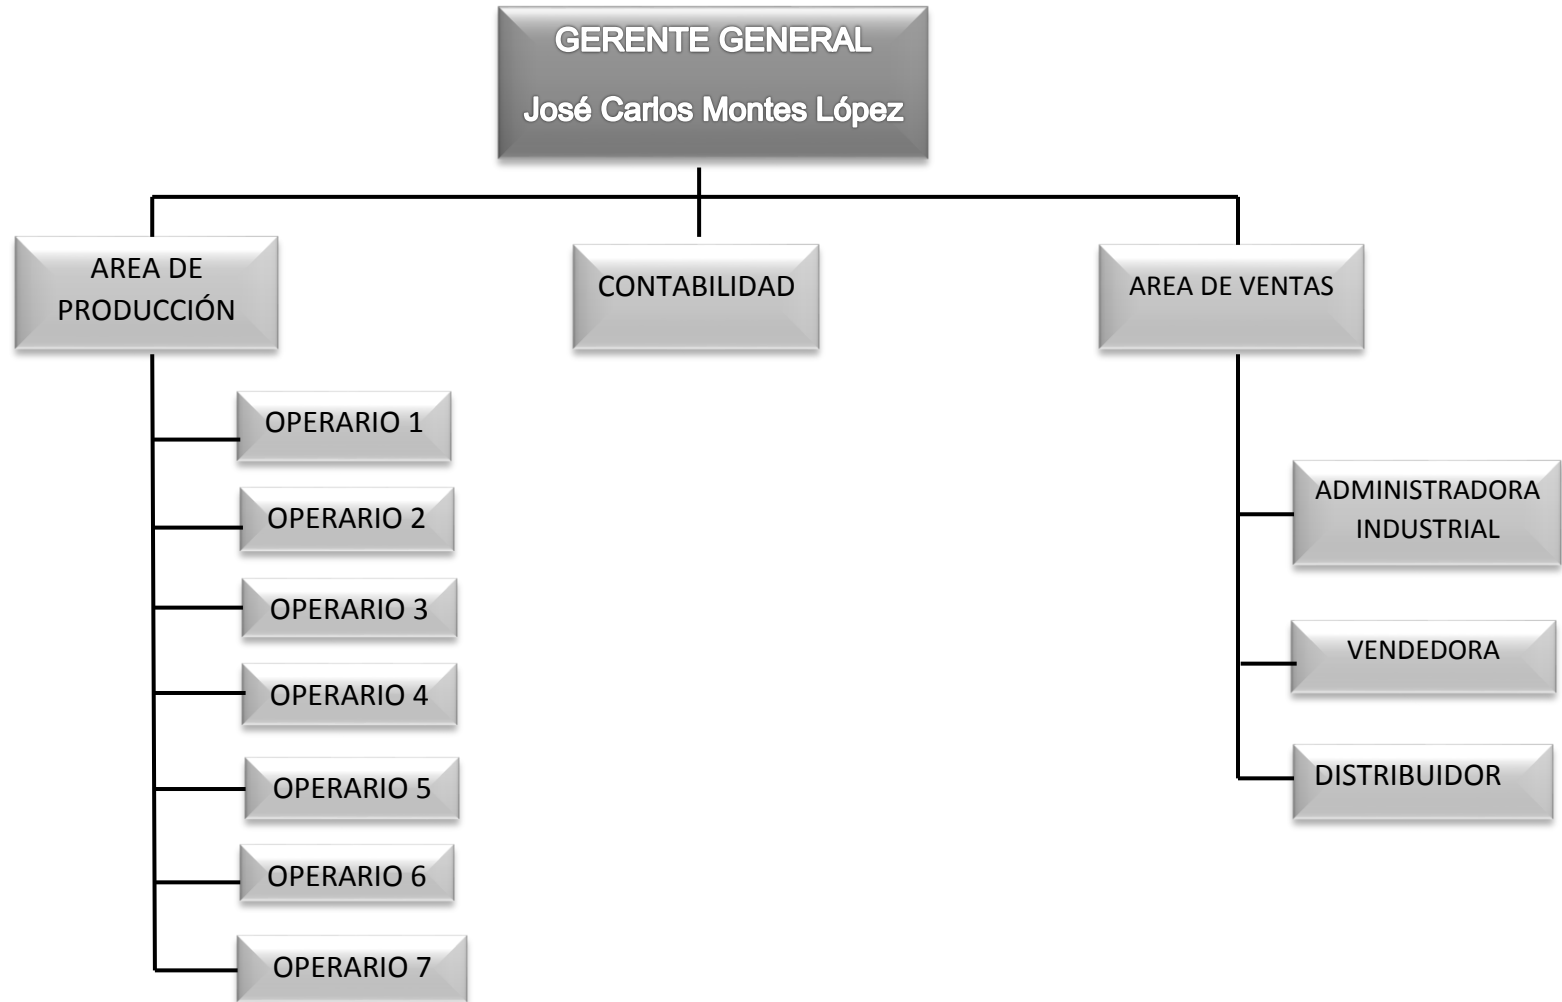 GERENTE GENERAL
José Carlos Montes López
AREA DE
PRODUCCIÓN
CONTABILIDAD
AREA DE VENTAS
OPERARIO 1
OPERARIO 2
OPERARIO 3
OPERARIO 4
OPERARIO 5
OPERARIO 6
OPERARIO 7
ADMINISTRADORA
INDUSTRIAL
VENDEDORA
DISTRIBUIDOR